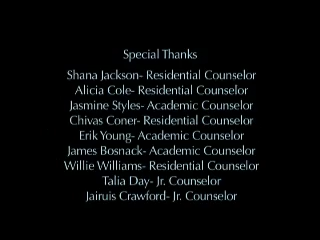 Special Thanks
Shana Jackson- Residential Counselor
Alicia Cole- Residential Counselor
Jasmine Styles- Academic Counselor
Chivas Coner- Residential Counselor
Erik Young- Academic Counselor
James Bosnack- Academic Counselor
Willie Williams- Residential Counselor
Talia Day- Jr. Counselor
Jairuis Crawford- Jr. Counselor